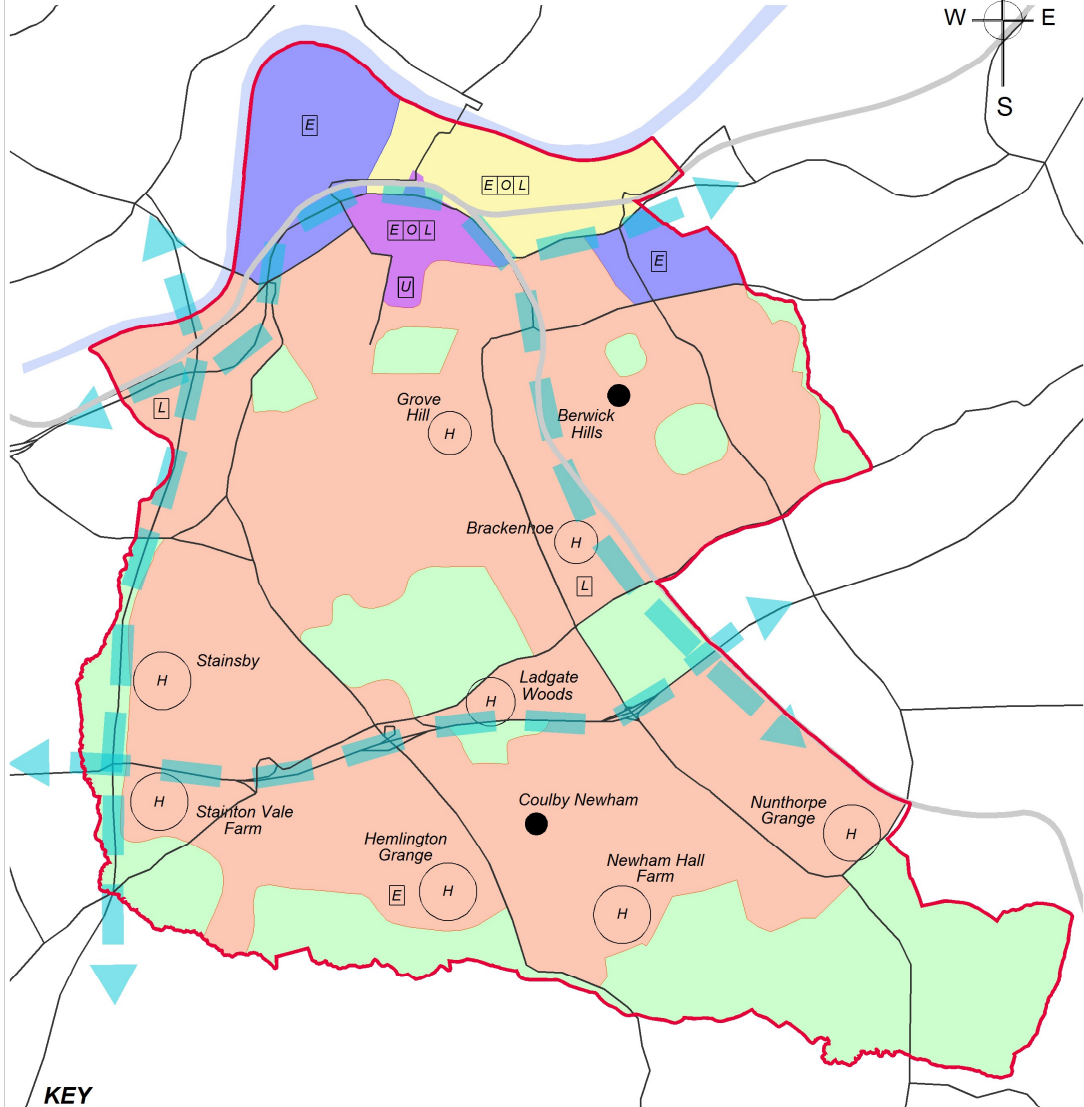 W E
S
E
E O L
E O L
E
U
L
Grove
Hill
H
Berwick
Hills
Brackenhoe
H
L
Stainsby
H
Ladgate
Woods
H
Stainton Vale
Farm
H
Coulby Newham
Nunthorpe
Grange
H
Hemlington
Grange
H
E
Newham Hall
Farm
H
KEY